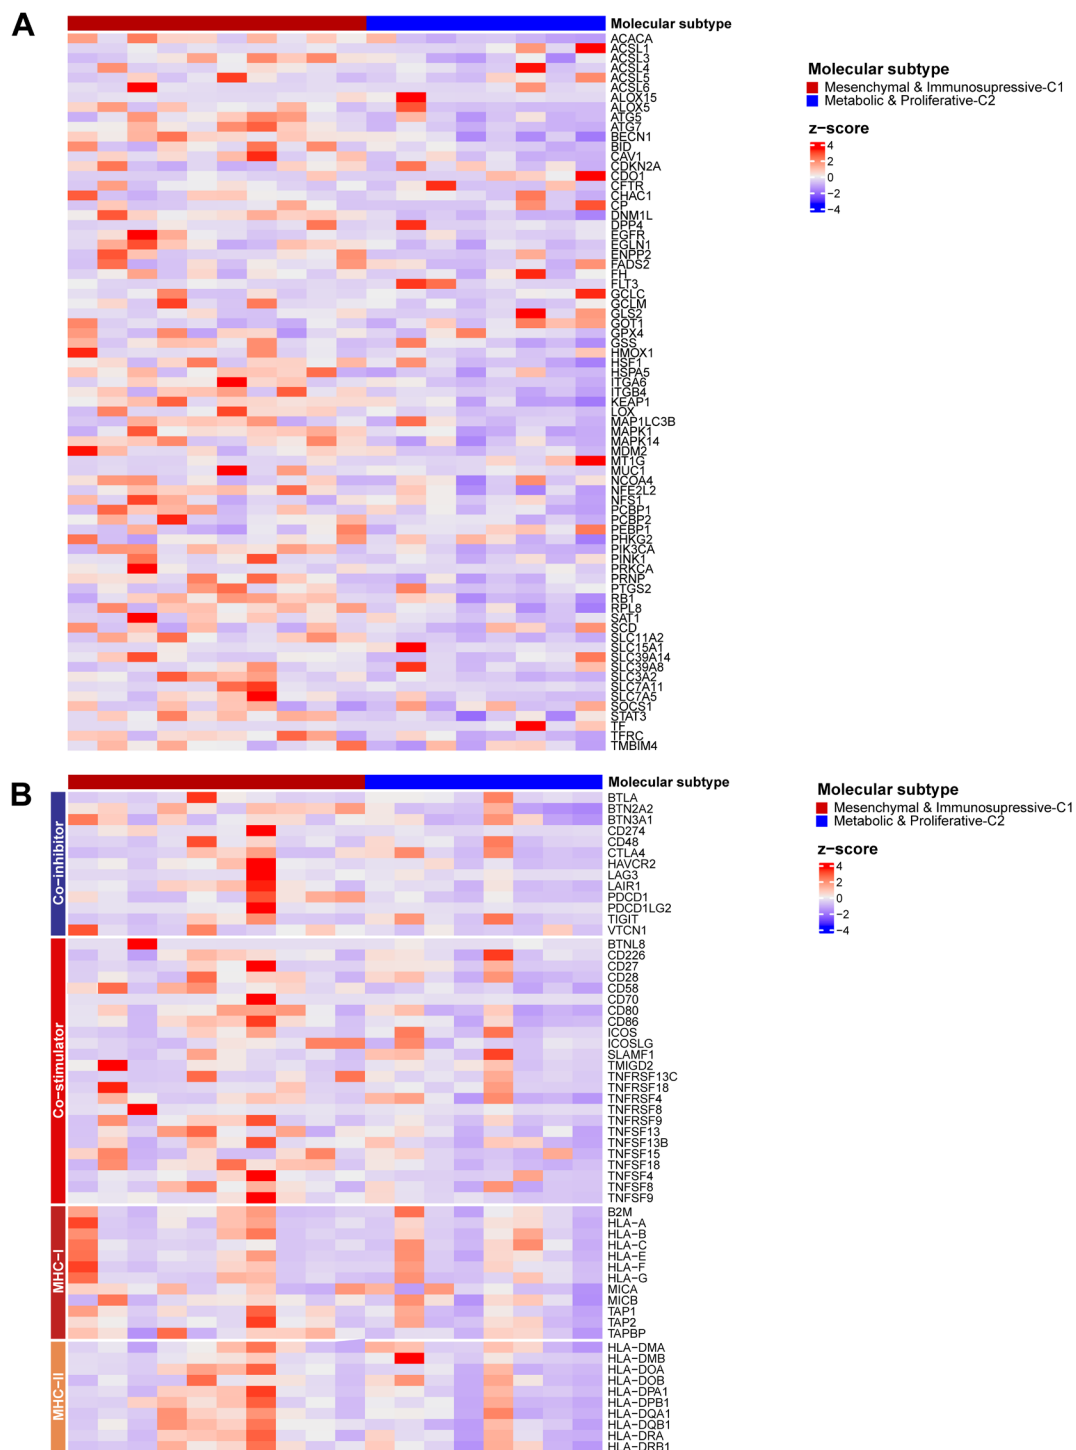 A
Molecular subtype
ACACA
ACSL1
ACSL3
ACSL4
ACSL5
ACSL6
ALOX15
ALOX5
ATG5
ATG7
BECN1
BID
CAV1
CDKN2A
CDO1
CFTR
CHAC1
CP
DNM1L
DPP4
EGFR
EGLN1
ENPP2
FADS2
FH
FLT3
GCLC
GCLM
GLS2
GOT1
GPX4
GSS
HMOX1
HSF1
HSPA5
ITGA6
ITGB4
KEAP1
LOX
MAP1LC3B
MAPK1
MAPK14
MDM2
MT1G
MUC1
NCOA4
NFE2L2
NFS1
PCBP1
PCBP2
PEBP1
PHKG2
PIK3CA
PINK1
PRKCA
PRNP
PTGS2
RB1
RPL8
SAT1
SCD
SLC11A2
SLC15A1
SLC39A14
SLC39A8
SLC3A2
SLC7A11
SLC7A5
SOCS1
STAT3
TF
TFRC
TMBIM4
Molecular subtype
Mesenchymal & Immunosupressive-C1
Metabolic & Proliferative-C2
z−score
4
2
0
−2
−4
B
Molecular subtype
Co-inhibitor
BTLA
BTN2A2
BTN3A1
CD274
CD48
CTLA4
HAVCR2
LAG3
LAIR1
PDCD1
PDCD1LG2
TIGIT
VTCN1
Co-stimulator
BTNL8
CD226
CD27
CD28
CD58
CD70
CD80
CD86
ICOS
ICOSLG
SLAMF1
TMIGD2
TNFRSF13C
TNFRSF18
TNFRSF4
TNFRSF8
TNFRSF9
TNFSF13
TNFSF13B
TNFSF15
TNFSF18
TNFSF4
TNFSF8
TNFSF9
MHC−I
B2M
HLA−A
HLA−B
HLA−C
HLA−E
HLA−F
HLA−G
MICA
MICB
TAP1
TAP2
TAPBP
MHC−II
HLA−DMA
HLA−DMB
HLA−DOA
HLA−DOB
HLA−DPA1
HLA−DPB1
HLA−DQA1
HLA−DQB1
HLA−DRA
HLA−DRB1
Molecular subtype
Mesenchymal & Immunosupressive-C1
Metabolic & Proliferative-C2
z−score
4
2
0
−2
−4